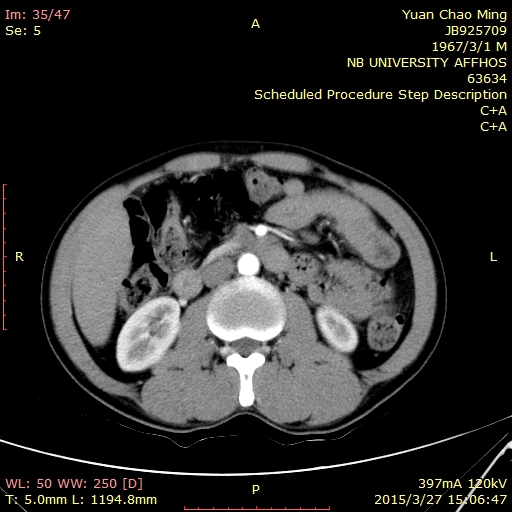 Im: 35/47
Se: 5
A
Yuan Chao Ming
JB925709
1967/3/1 M
NB UNIVERSITY AFFHOS
63634
Scheduled Procedure Step Description
C+A
C+A
R
L
WL: 50 WW: 250 [D]
T: 5.0mm L: 1194.8mm
P
397mA 120kV
2015/3/27 15:06:47